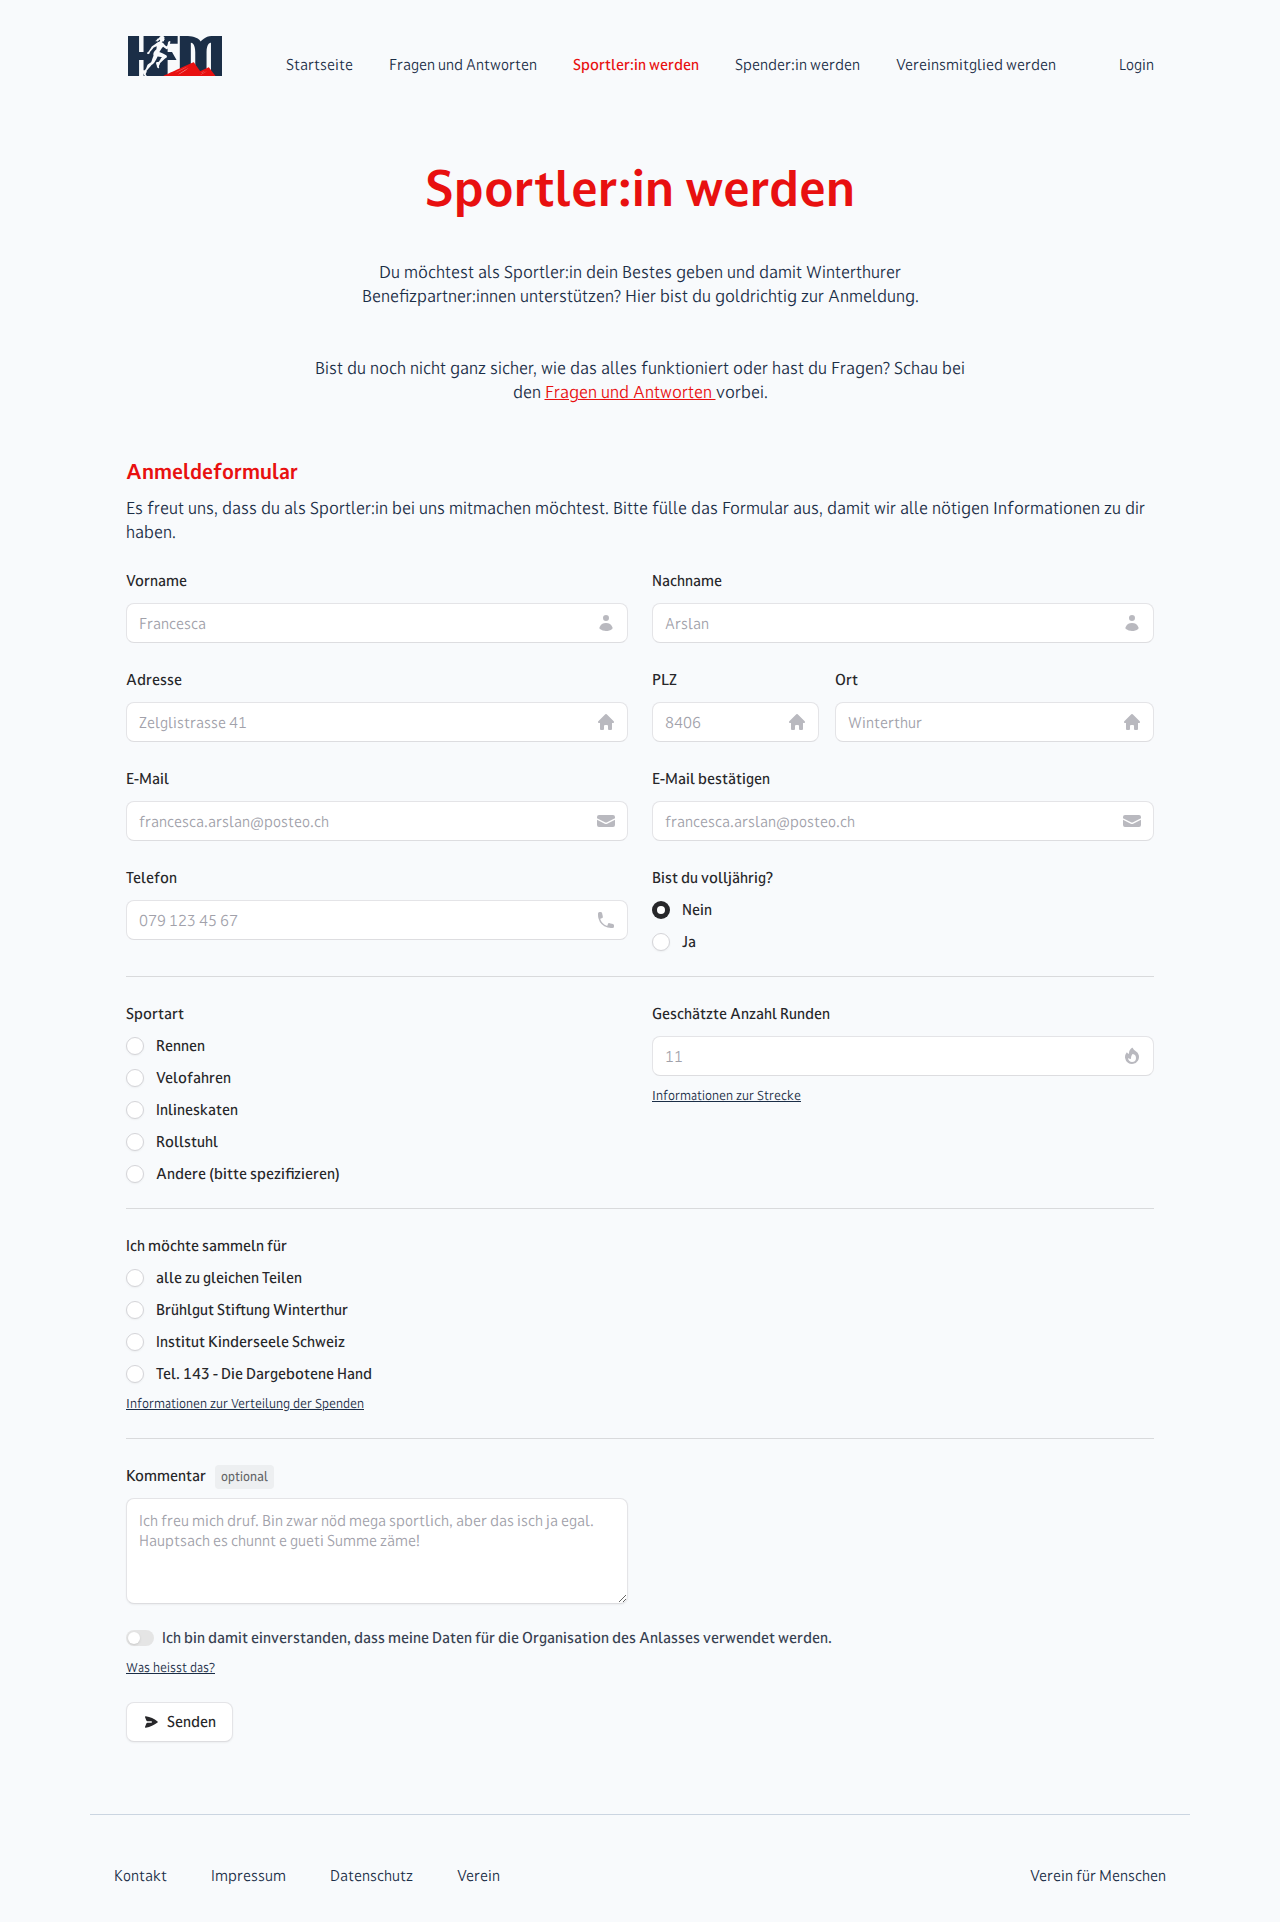 HFM
Startseite
Fragen und Antworten
Sportler:in werden
Spender:in werden
Vereinsmitglied werden
Login
Sportler:in werden
Du möchtest als Sportler:in dein Bestes geben und damit Winterthurer
Benefizpartner:innen unterstützen? Hier bist du goldrichtig zur Anmeldung.
Bist du noch nicht ganz sicher, wie das alles funktioniert oder hast du Fragen? Schau bei
den Fragen und Antworten vorbei.
Anmeldeformular
Es freut uns, dass du als Sportler:in bei uns mitmachen möchtest. Bitte fülle das Formular aus, damit wir alle nötigen Informationen zu dir
haben.
Vorname
Francesca
Nachname
Arslan
Adresse
Zelglistrasse 41
PLZ
8406
Ort
Winterthur
E-Mail
francesca.arslan@posteo.ch
E-Mail bestätigen
francesca.arslan@posteo.ch
Telefon
079 123 45 67
Bist du volljährig?
Nein
Ja
Sportart
Rennen
Velofahren
Inlineskaten
Rollstuhl
Andere (bitte spezifizieren)
Geschätzte Anzahl Runden
11
Informationen zur Strecke
Ich möchte sammeln für
alle zu gleichen Teilen
Brühlgut Stiftung Winterthur
Institut Kinderseele Schweiz
Tel. 143 - Die Dargebotene Hand
Informationen zur Verteilung der Spenden
Kommentar optional
Ich freu mich druf. Bin zwar nöd mega sportlich, aber das isch ja egal.
Hauptsach es chunnt e gueti Summe zäme!
Ich bin damit einverstanden, dass meine Daten für die Organisation des Anlasses verwendet werden.
Was heisst das?
Senden
Kontakt
Impressum
Datenschutz
Verein
Verein für Menschen